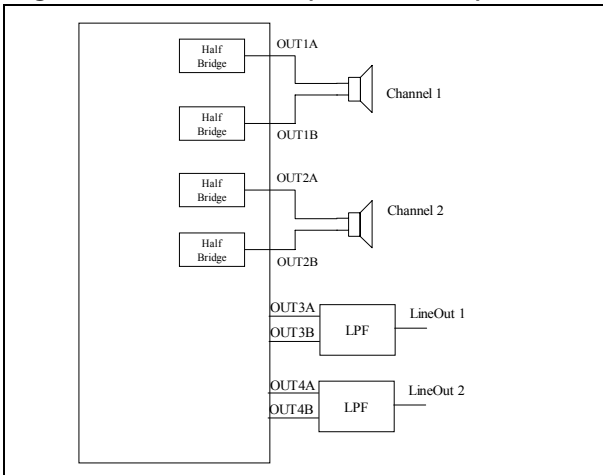 OUT1A
Half
Bridge
Channel 1
Half
Bridge
OUT1B
OUT2A
Half
Bridge
Channel 2
Half
Bridge
OUT2B
OUT3A
LineOut 1
OUT3B
LPF
OUT4A
LineOut 2
OUT4B
LPF